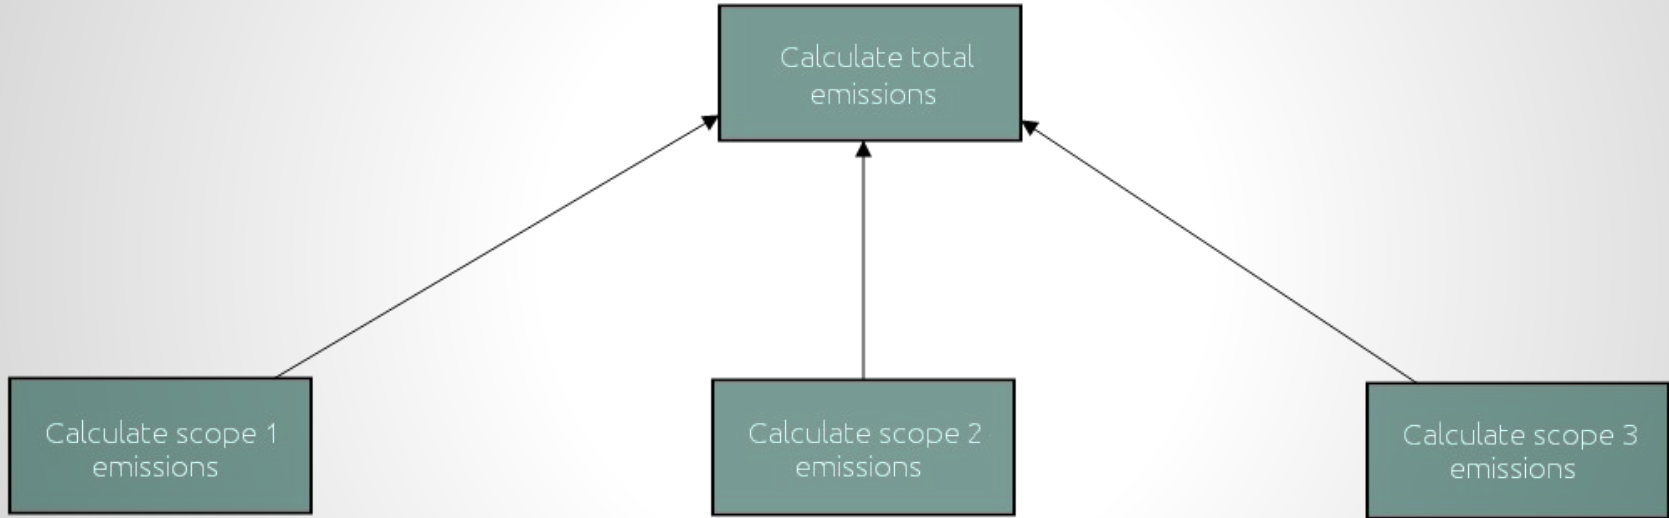 Calculate total
emissions
Calculate scope 1
emissions
Calculate scope 2
emissions
Calculate scope 3
emissions